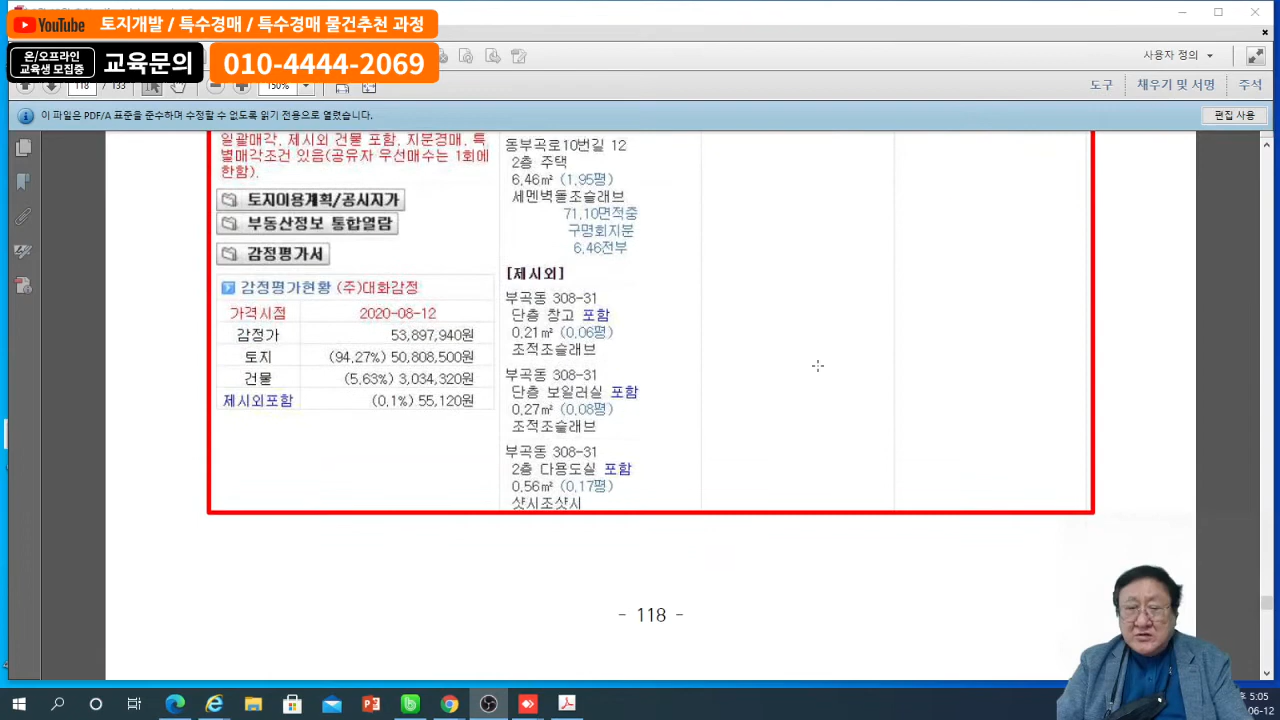 YouTube 토지개발 / 특수경매 / 특수경매 물건추천 과정
온/오프라인
교육생 모집중
교육문의 010-4444-2069
사용자 정의
118 / 133
150%
도구
채우기 및 서명
주석
이 파일은 PDF/A 표준을 준수하며 수정할 수 없도록 읽기 전용으로 열렸습니다.
편집 사용
일괄매각, 제시외 건물 포함, 지분경매, 특
별매각조건 있음(공유자 우선매수는 1회에
한함).
토지이용계획/공시지가
부동산정보 통합열람
감정평가서
감정평가현황 (주)대화감정
가격시점 2020-08-12
감정가 53,897,940원
토지 (94.27%) 50,808,500원
건물 (5.63%) 3,034,320원
제시외포함 (0.1%) 55,120원
동부곡로10번길 12
2층 주택
6.46㎡ (1.95평)
세멘벽돌조슬래브
71.10면적중
구명회지분
6.46전부
[제시외]
부곡동 308-31
단층 창고 포함
0.21㎡ (0.06평)
조적조슬래브
부곡동 308-31
단층 보일러실 포함
0.27㎡ (0.08평)
조적조슬래브
부곡동 308-31
2층 다용도실 포함
0.56㎡ (0.17평)
샷시조샷시
- 118 -
5:05
06-12